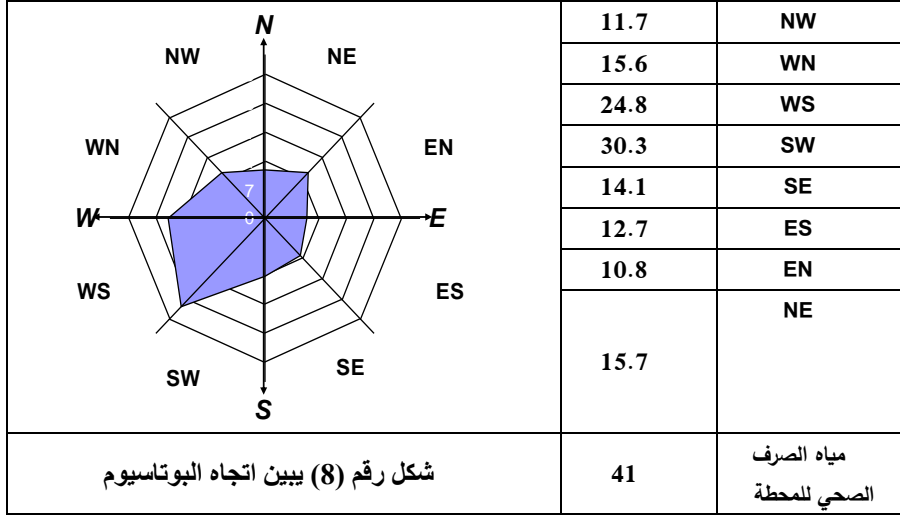 N
NW
NE
WN
EN
7
W
0
E
WS
ES
SW
SE
S
11.7 NW
15.6 WN
24.8 WS
30.3 SW
14.1 SE
12.7 ES
10.8 EN
15.7 NE
شكل رقم (8) يبين اتجاه البوتاسيوم
41
مياه الصرف
الصحي للمحطة